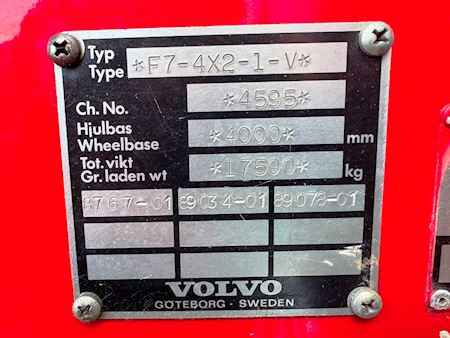 Typ
Type *F7-4X2-1-V*
Ch. No. *4595*
Hjulbas
Wheelbase *4000* mm
Tot. vikt
Gr. laden wt *17500* kg
8767-01 89034-01 89078-01
VOLVO
GÖTEBORG · SWEDEN